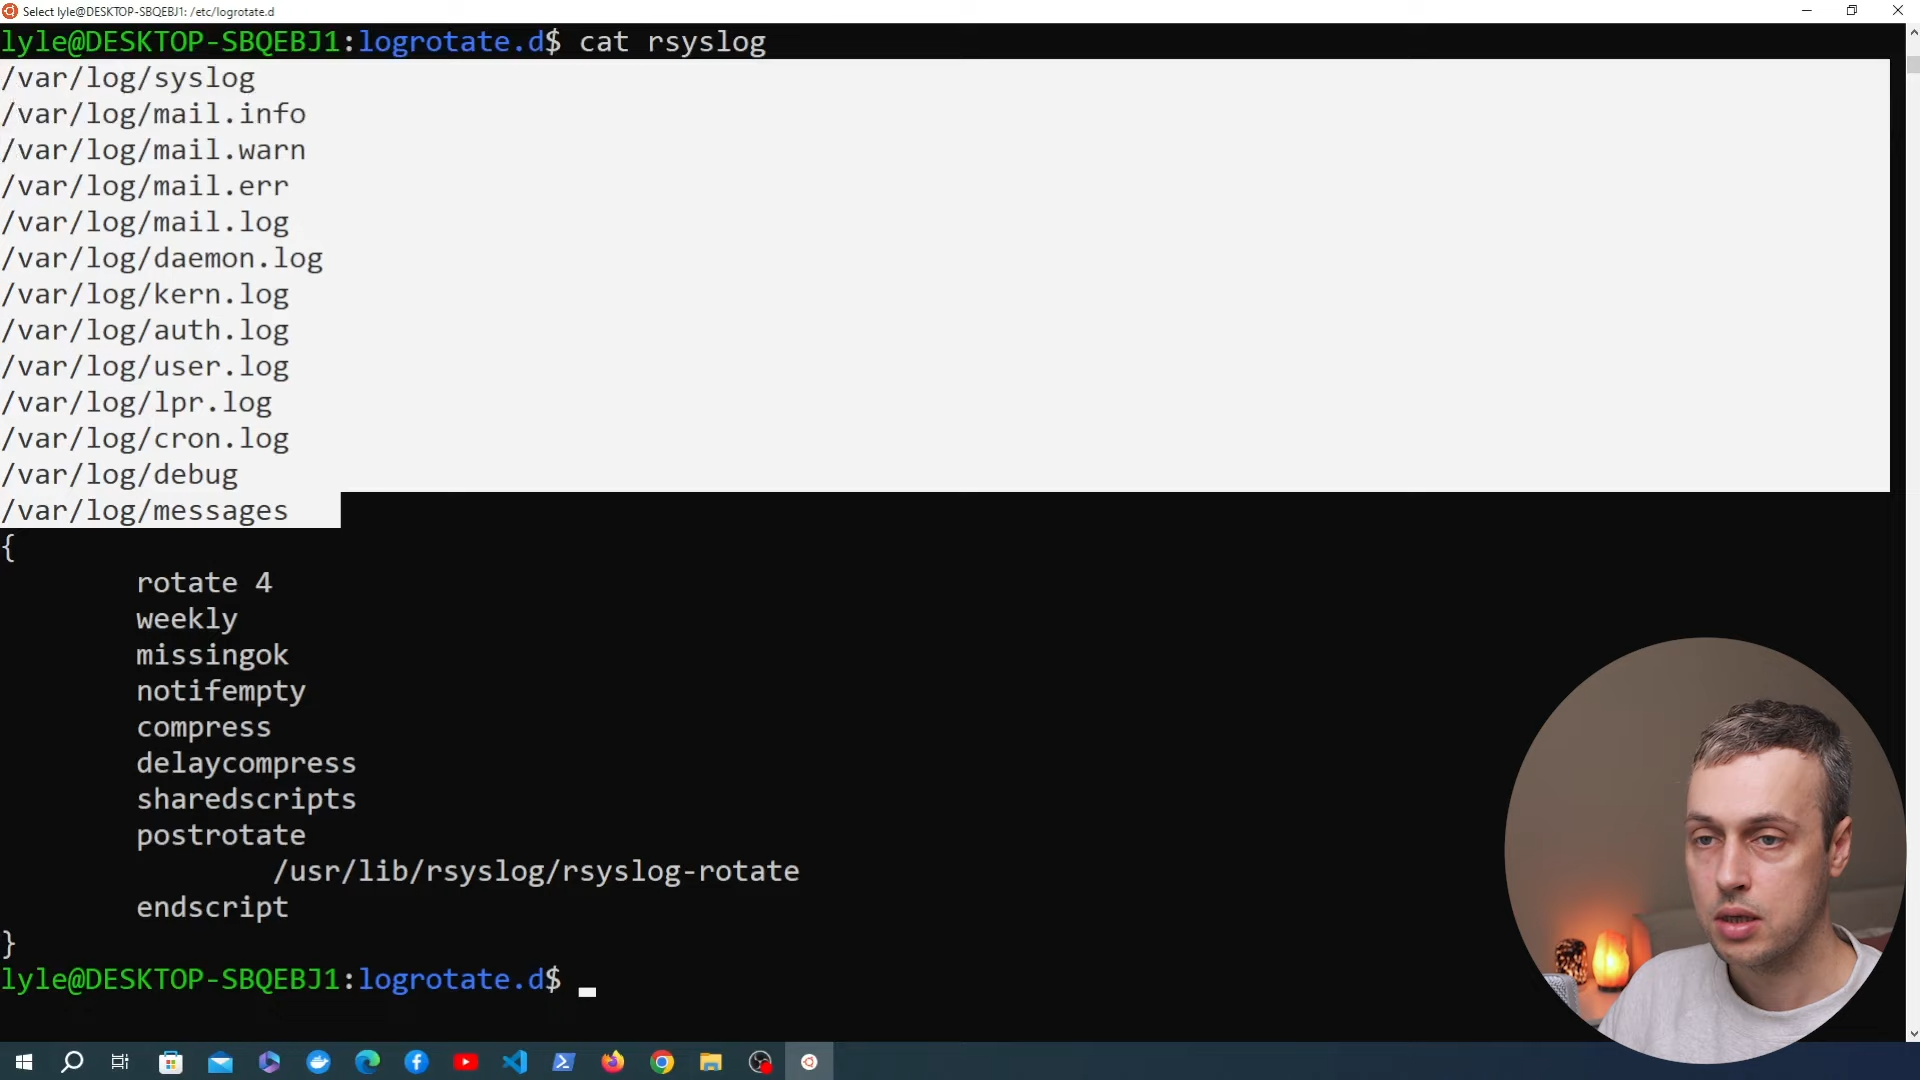 Select lyle@DESKTOP-SBQEBJ1: /etc/logrotate.d
lyle@DESKTOP-SBQEBJ1:logrotate.d$ cat rsyslog
/var/log/syslog
/var/log/mail.info
/var/log/mail.warn
/var/log/mail.err
/var/log/mail.log
/var/log/daemon.log
/var/log/kern.log
/var/log/auth.log
/var/log/user.log
/var/log/lpr.log
/var/log/cron.log
/var/log/debug
/var/log/messages
{
rotate 4
weekly
missingok
notifempty
compress
delaycompress
sharedscripts
postrotate
/usr/lib/rsyslog/rsyslog-rotate
endscript
}
lyle@DESKTOP-SBQEBJ1:logrotate.d$